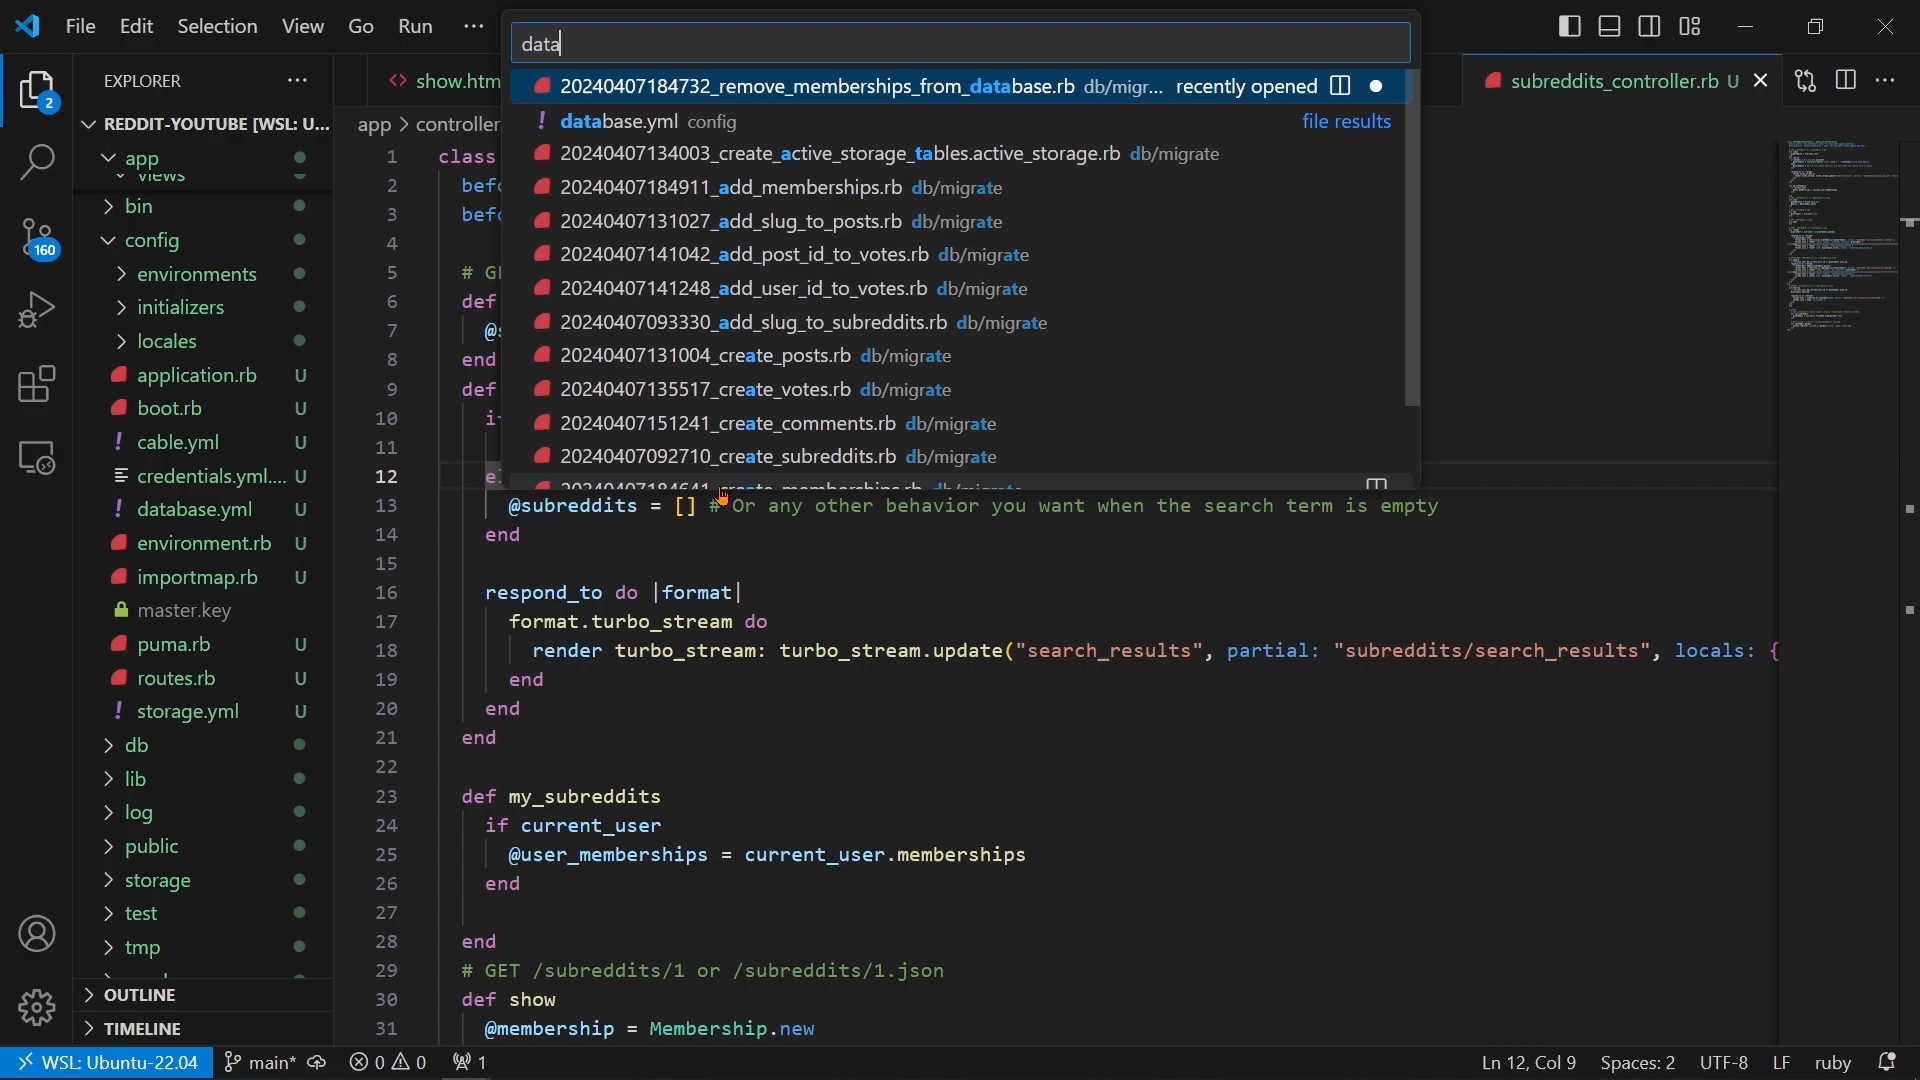 File Edit Selection View Go Run ···
data
EXPLORER ···
2
REDDIT-YOUTUBE [WSL: U...
app
views
bin
160
config
environments
initializers
locales
application.rb U
boot.rb U
cable.yml U
credentials.yml.... U
database.yml U
environment.rb U
importmap.rb U
master.key
puma.rb U
routes.rb U
storage.yml U
db
lib
log
public
storage
test
tmp
OUTLINE
TIMELINE
<> show.htm
subreddits_controller.rb U
app > controller
20240407184732_remove_memberships_from_database.rb db/migr... recently opened
database.yml config file results
20240407134003_create_active_storage_tables.active_storage.rb db/migrate
20240407184911_add_memberships.rb db/migrate
20240407131027_add_slug_to_posts.rb db/migrate
20240407141042_add_post_id_to_votes.rb db/migrate
20240407141248_add_user_id_to_votes.rb db/migrate
20240407093330_add_slug_to_subreddits.rb db/migrate
20240407131004_create_posts.rb db/migrate
20240407135517_create_votes.rb db/migrate
20240407151241_create_comments.rb db/migrate
20240407092710_create_subreddits.rb db/migrate
20240407184641_create_memberships.rb db/migrate
1 class
2 befo
3 befo
4
5 # GE
6 def
7 @s
8 end
9 def
10 if
11
12 el
13 @subreddits = [] # Or any other behavior you want when the search term is empty
14 end
15
16 respond_to do |format|
17 format.turbo_stream do
18 render turbo_stream: turbo_stream.update("search_results", partial: "subreddits/search_results", locals: {
19 end
20 end
21 end
22
23 def my_subreddits
24 if current_user
25 @user_memberships = current_user.memberships
26 end
27
28 end
29 # GET /subreddits/1 or /subreddits/1.json
30 def show
31 @membership = Membership.new
WSL: Ubuntu-22.04 main* 0 0 1 Ln 12, Col 9 Spaces: 2 UTF-8 LF ruby